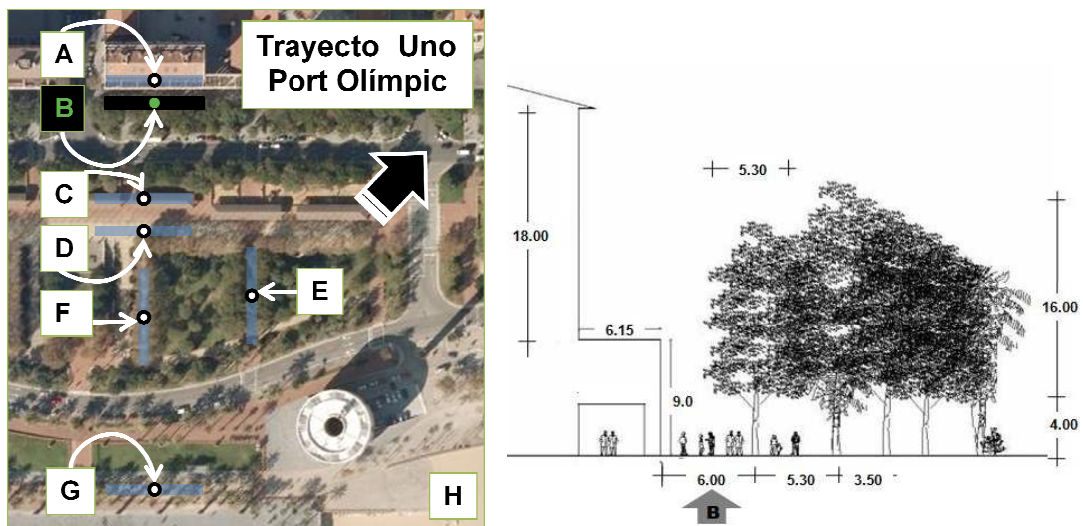 A
Trayecto Uno
Port Olímpic
B
C
D
E
F
G
H
5.30
18.00
6.15
16.00
9.0
4.00
6.00
5.30
3.50
B